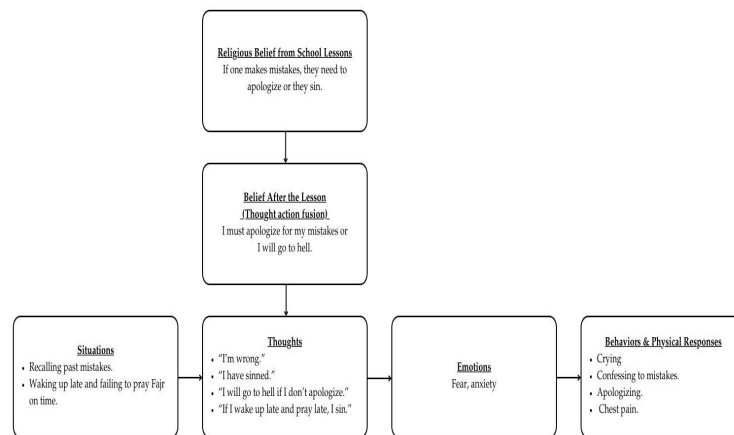 Religious Belief from School Lessons
If one makes mistakes, they need to
apologize or they sin.
Belief After the Lesson
(Thought action fusion)
I must apologize for my mistakes or
I will go to hell.
Situations
• Recalling past mistakes.
• Waking up late and failing to pray Fajr
on time.
Thoughts
• “I’m wrong.”
• “I have sinned.”
• “I will go to hell if I don’t apologize.”
• “If I wake up late and pray late, I sin.”
Emotions
Fear, anxiety
Behaviors & Physical Responses
• Crying
• Confessing to mistakes.
• Apologizing.
• Chest pain.